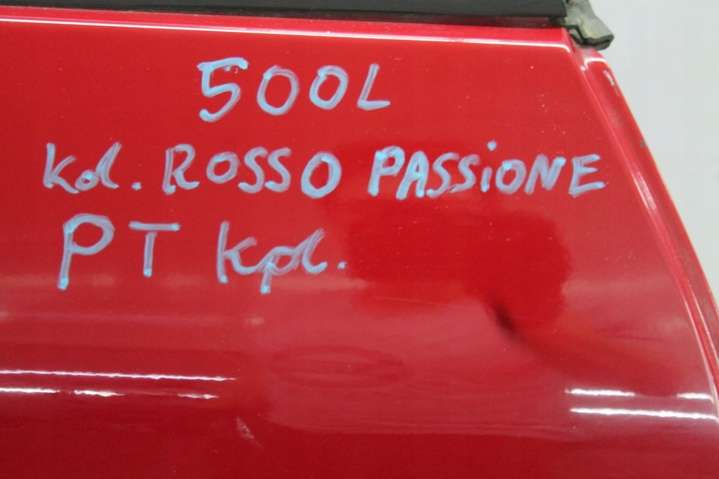 500L
Kol. ROSSO PASSiONE
PT Kpl.